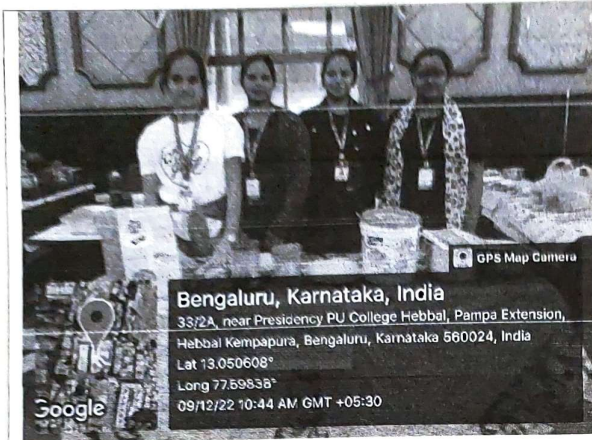 GPS Map Camera
Bengaluru, Karnataka, India
33/2A, near Presidency PU College Hebbal, Pampa Extension,
Hebbal Kempapura, Bengaluru, Karnataka 560024, India
Lat 13.050608°
Long 77.59838°
09/12/22 10:44 AM GMT +05:30
Google